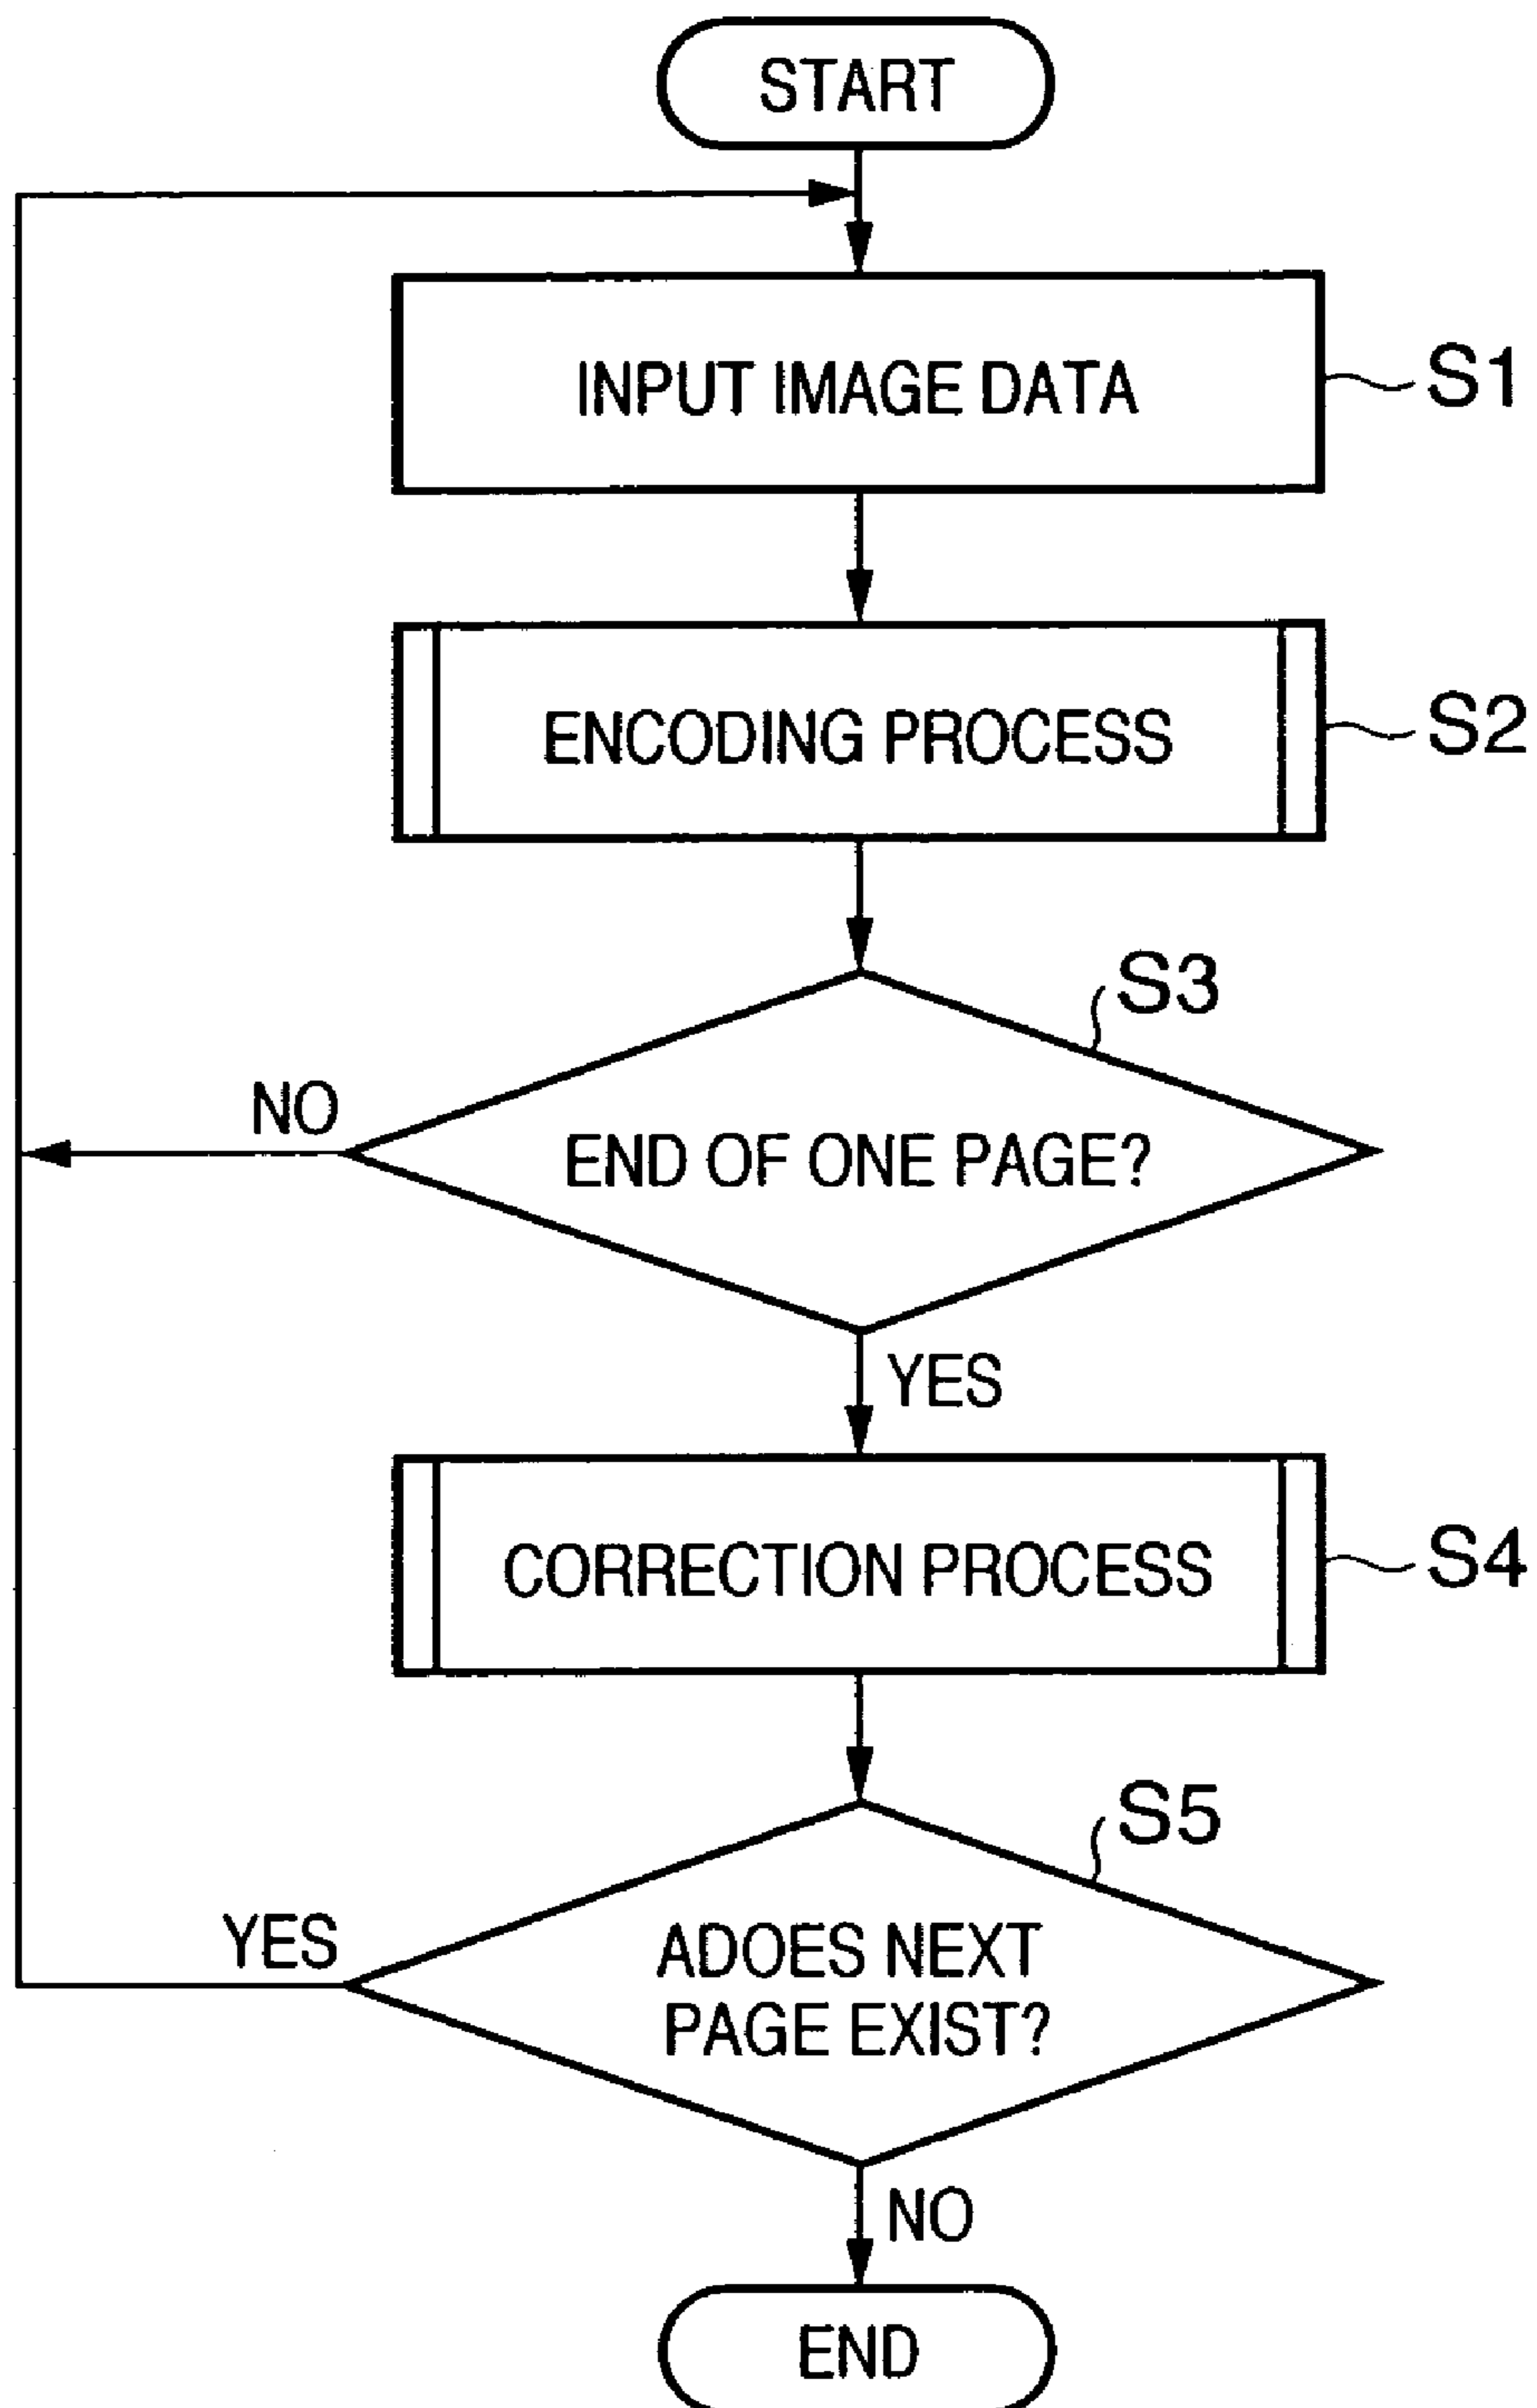 START
INPUT IMAGE DATA
S1
ENCODING PROCESS
S2
S3
NO
END OF ONE PAGE?
YES
CORRECTION PROCESS
S4
S5
YES
ADOES NEXT
PAGE EXIST?
NO
END